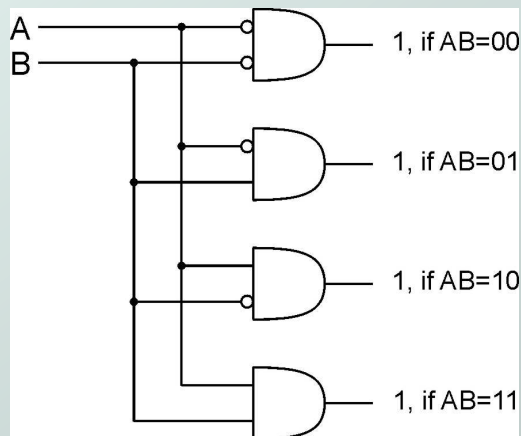 A
B
1, if AB=00
1, if AB=01
1, if AB=10
1, if AB=11